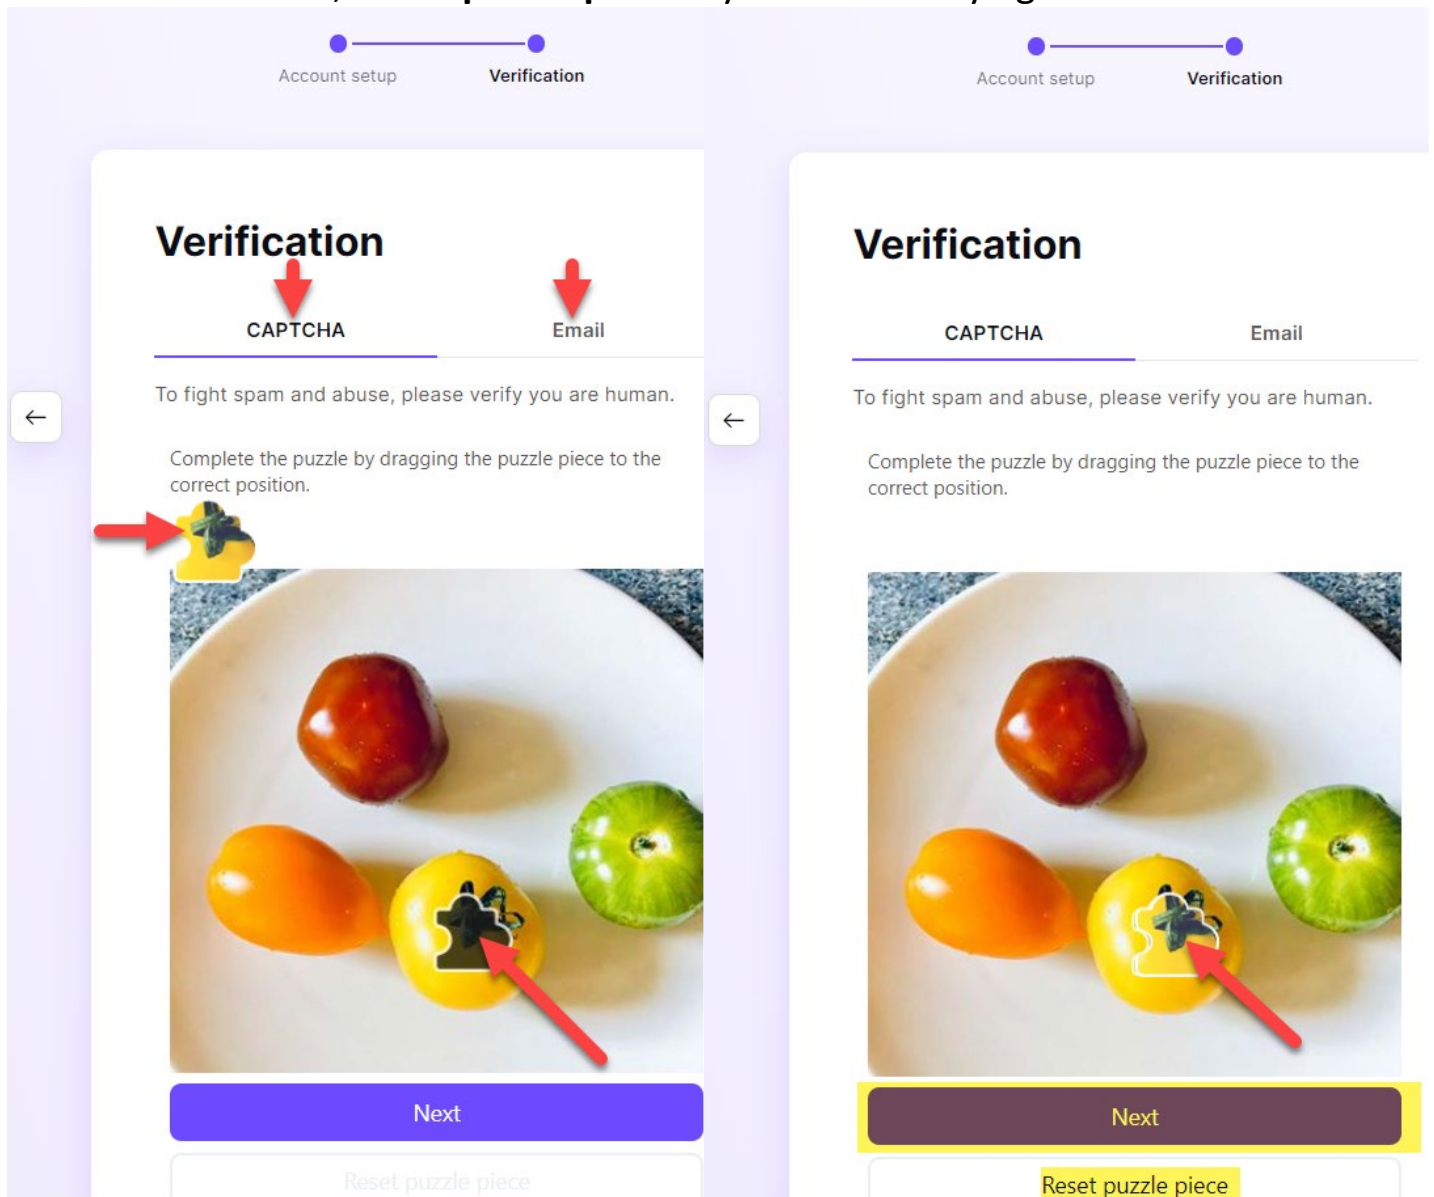 Account setup
Verification
Verification
CAPTCHA
Email
To fight spam and abuse, please verify you are human.
Complete the puzzle by dragging the puzzle piece to the
correct position.
Next
Reset puzzle piece
Account setup
Verification
Verification
CAPTCHA
Email
To fight spam and abuse, please verify you are human.
Complete the puzzle by dragging the puzzle piece to the
correct position.
Next
Reset puzzle piece